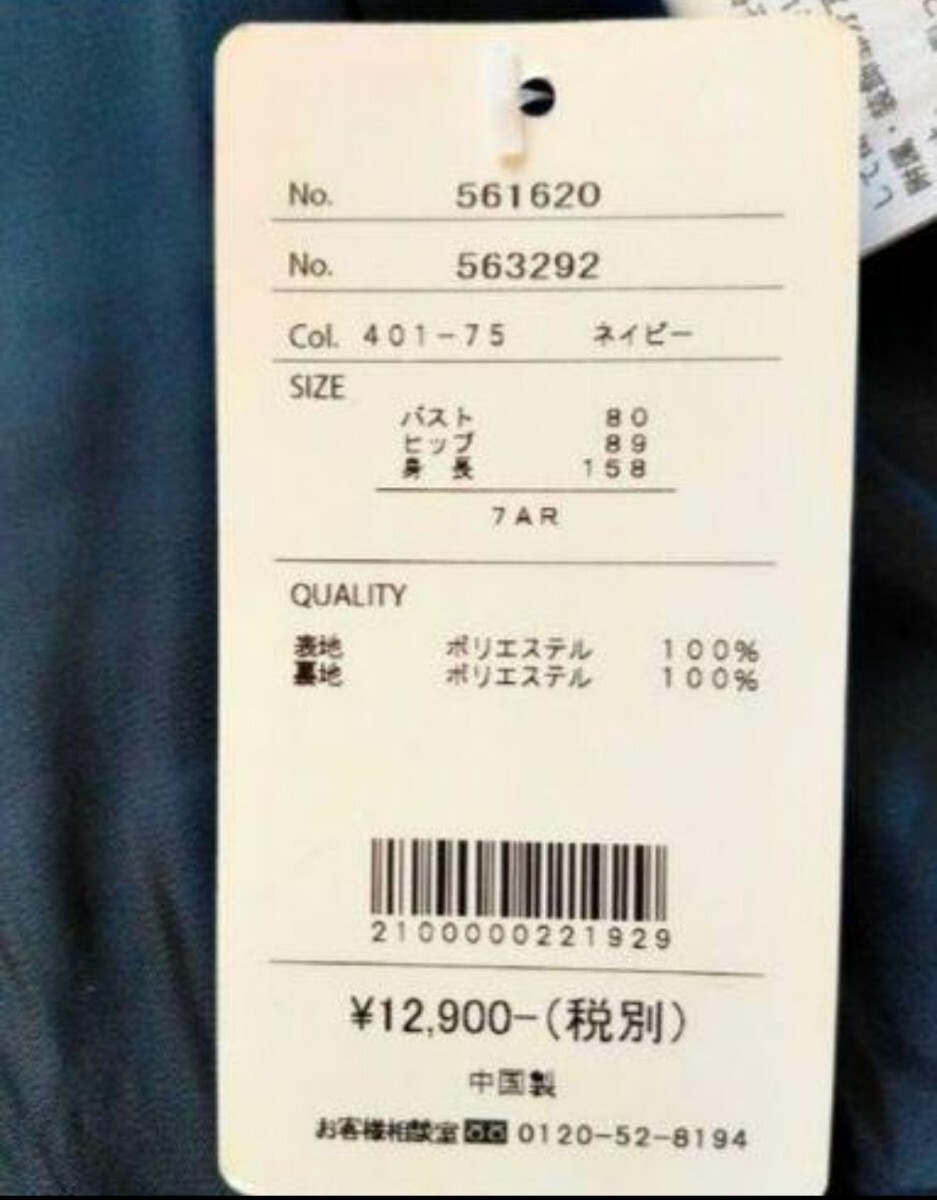 No. 561620
No. 563292
Col. 401-75 ネイビー
SIZE
バスト 80
ヒップ 89
身長 158
7AR
QUALITY
表地 ポリエステル 100%
裏地 ポリエステル 100%
2100000221929
¥12,900-(税別)
中国製
お客様相談室 0120-52-8194